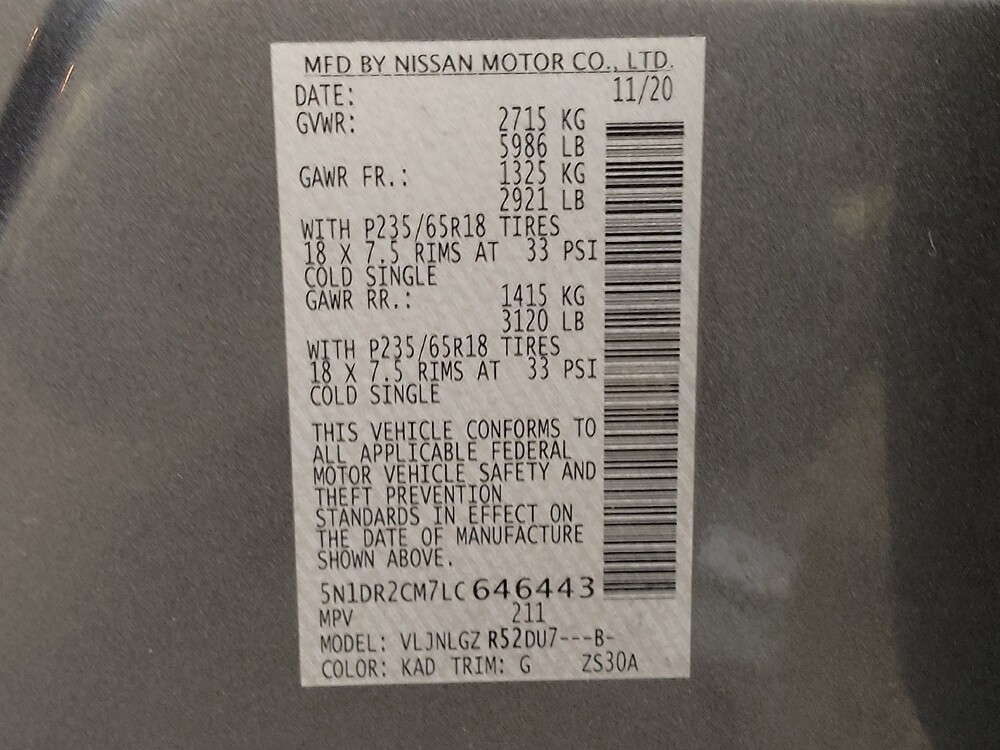 MFD BY NISSAN MOTOR CO., LTD.
DATE: 11/20
GVWR: 2715 KG
5986 LB
GAWR FR.: 1325 KG
2921 LB
WITH P235/65R18 TIRES
18 X 7.5 RIMS AT 33 PSI
COLD SINGLE
GAWR RR.: 1415 KG
3120 LB
WITH P235/65R18 TIRES
18 X 7.5 RIMS AT 33 PSI
COLD SINGLE
THIS VEHICLE CONFORMS TO
ALL APPLICABLE FEDERAL
MOTOR VEHICLE SAFETY AND
THEFT PREVENTION
STANDARDS IN EFFECT ON
THE DATE OF MANUFACTURE
SHOWN ABOVE.
5N1DR2CM7LC646443
MPV 211
MODEL: VLJNLGZ R52DU7---B-
COLOR: KAD TRIM: G ZS30A